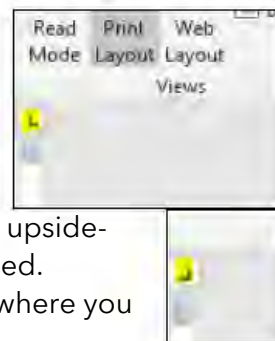 Read Print Web
Mode Layout Layout
Views
L
upside-
ed.
where you